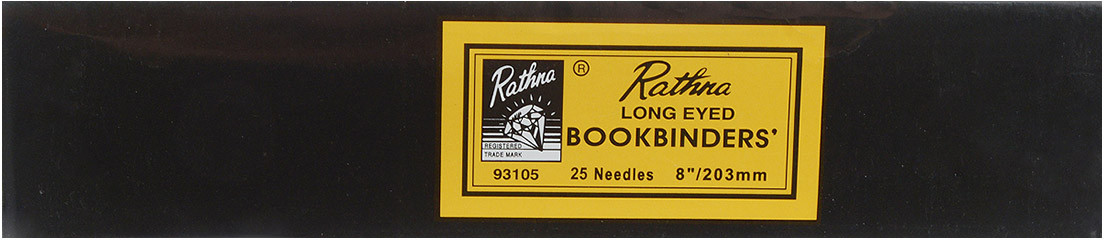 Rathna
REGISTERED
TRADE MARK
93105
®
Rathna
LONG EYED
BOOKBINDERS'
25 Needles 8"/203mm